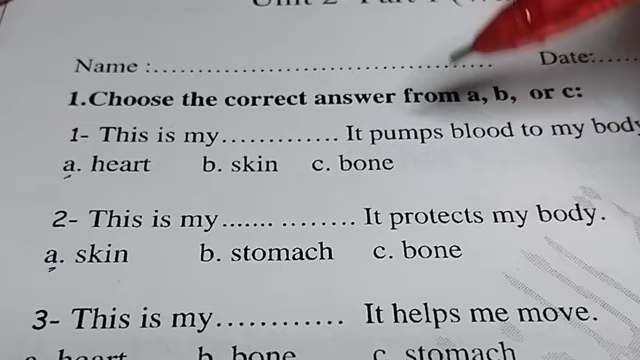 Name :..............................................
Date:......
1.Choose the correct answer from a, b, or c:
1- This is my............. It pumps blood to my body
a. heart b. skin c. bone
2- This is my....... ........ It protects my body.
a. skin b. stomach c. bone
3- This is my............ It helps me move.
a. heart b. bone c. stomach